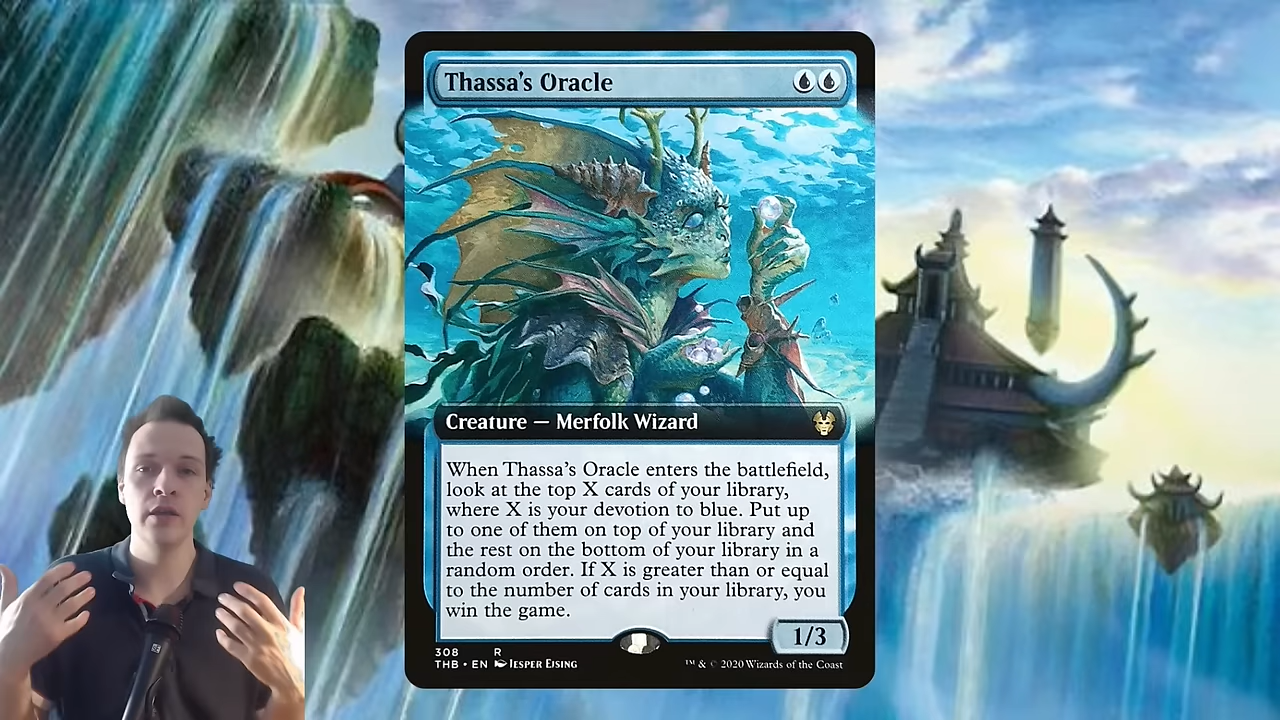 Thassa's Oracle
Creature — Merfolk Wizard
When Thassa's Oracle enters the battlefield,
look at the top X cards of your library,
where X is your devotion to blue. Put up
to one of them on top of your library and
the rest on the bottom of your library in a
random order. If X is greater than or equal
to the number of cards in your library, you
win the game.
1/3
308 R
THB • EN Jesper Eising
™ & © 2020 Wizards of the Coast